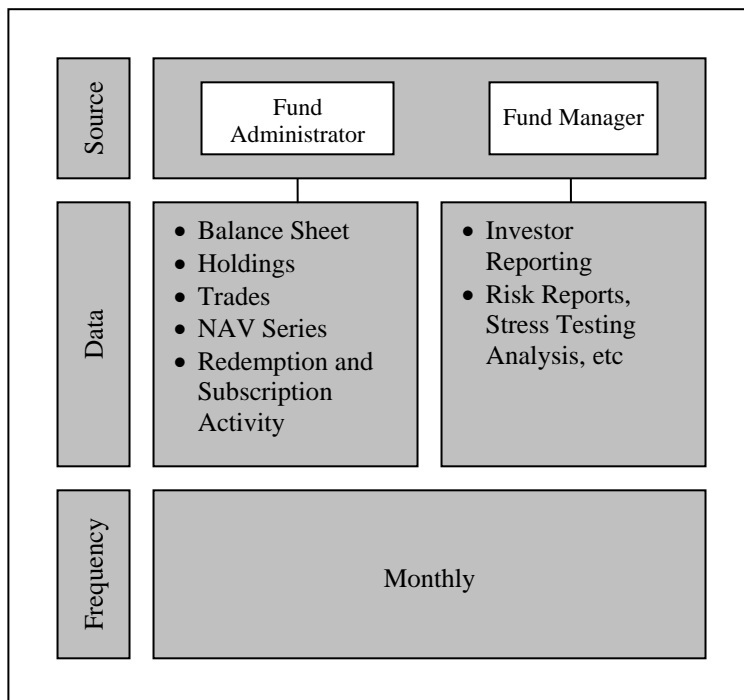 Source
Fund
Administrator
Fund Manager
Data
• Balance Sheet
• Holdings
• Trades
• NAV Series
• Redemption and
Subscription
Activity
• Investor
Reporting
• Risk Reports,
Stress Testing
Analysis, etc
Frequency
Monthly